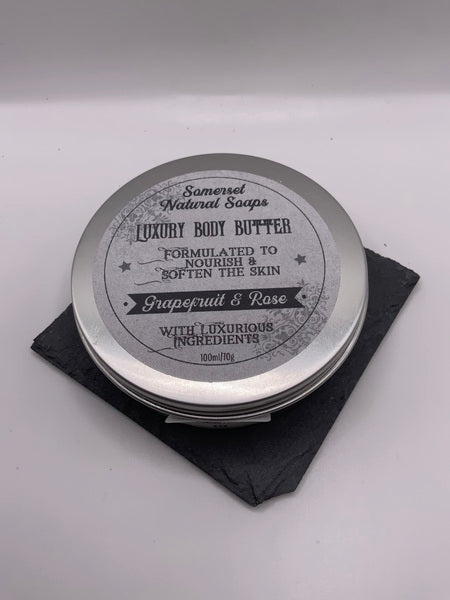 Somerset
Natural Soaps
LUXURY BODY BUTTER
FORMULATED TO
NOURISH &
SOFTEN THE SKIN
Grapefruit & Rose
WITH LUXURIOUS
INGREDIENTS
100ml/70g